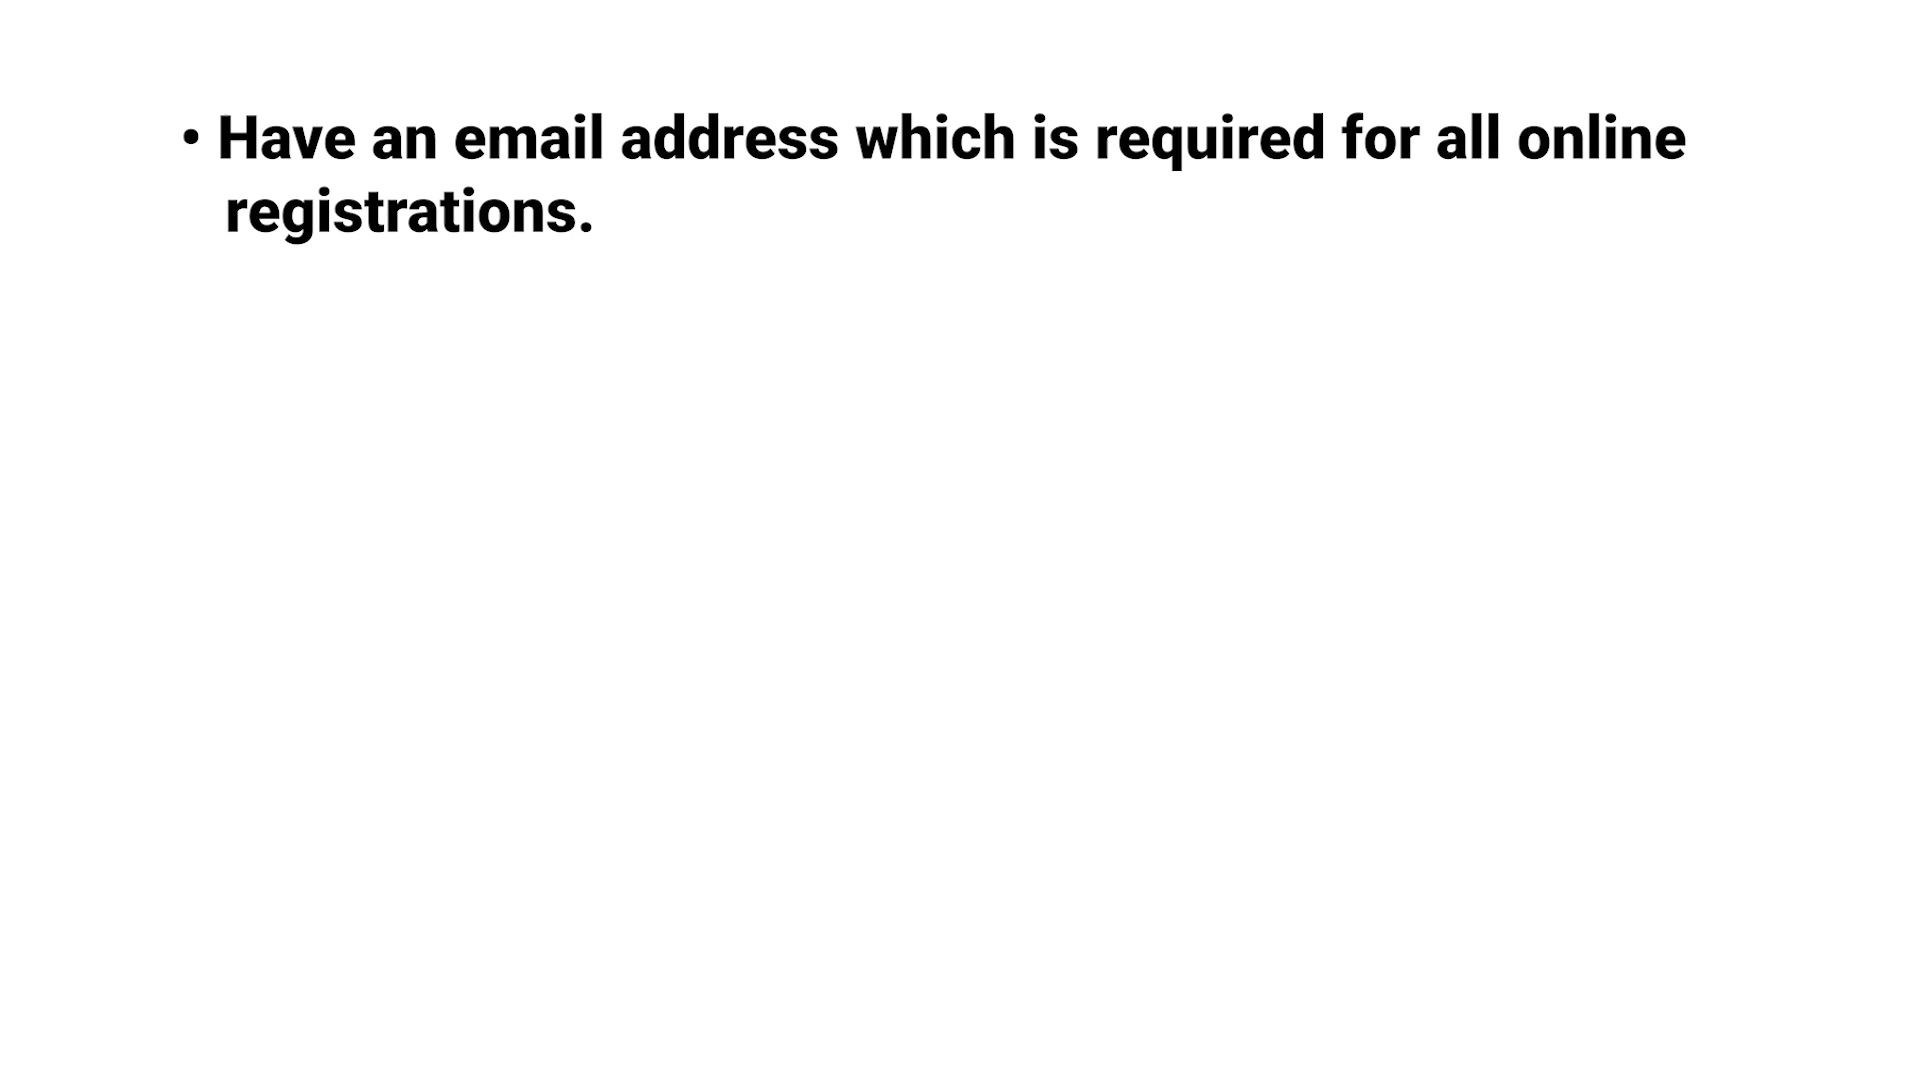 • Have an email address which is required for all online
registrations.